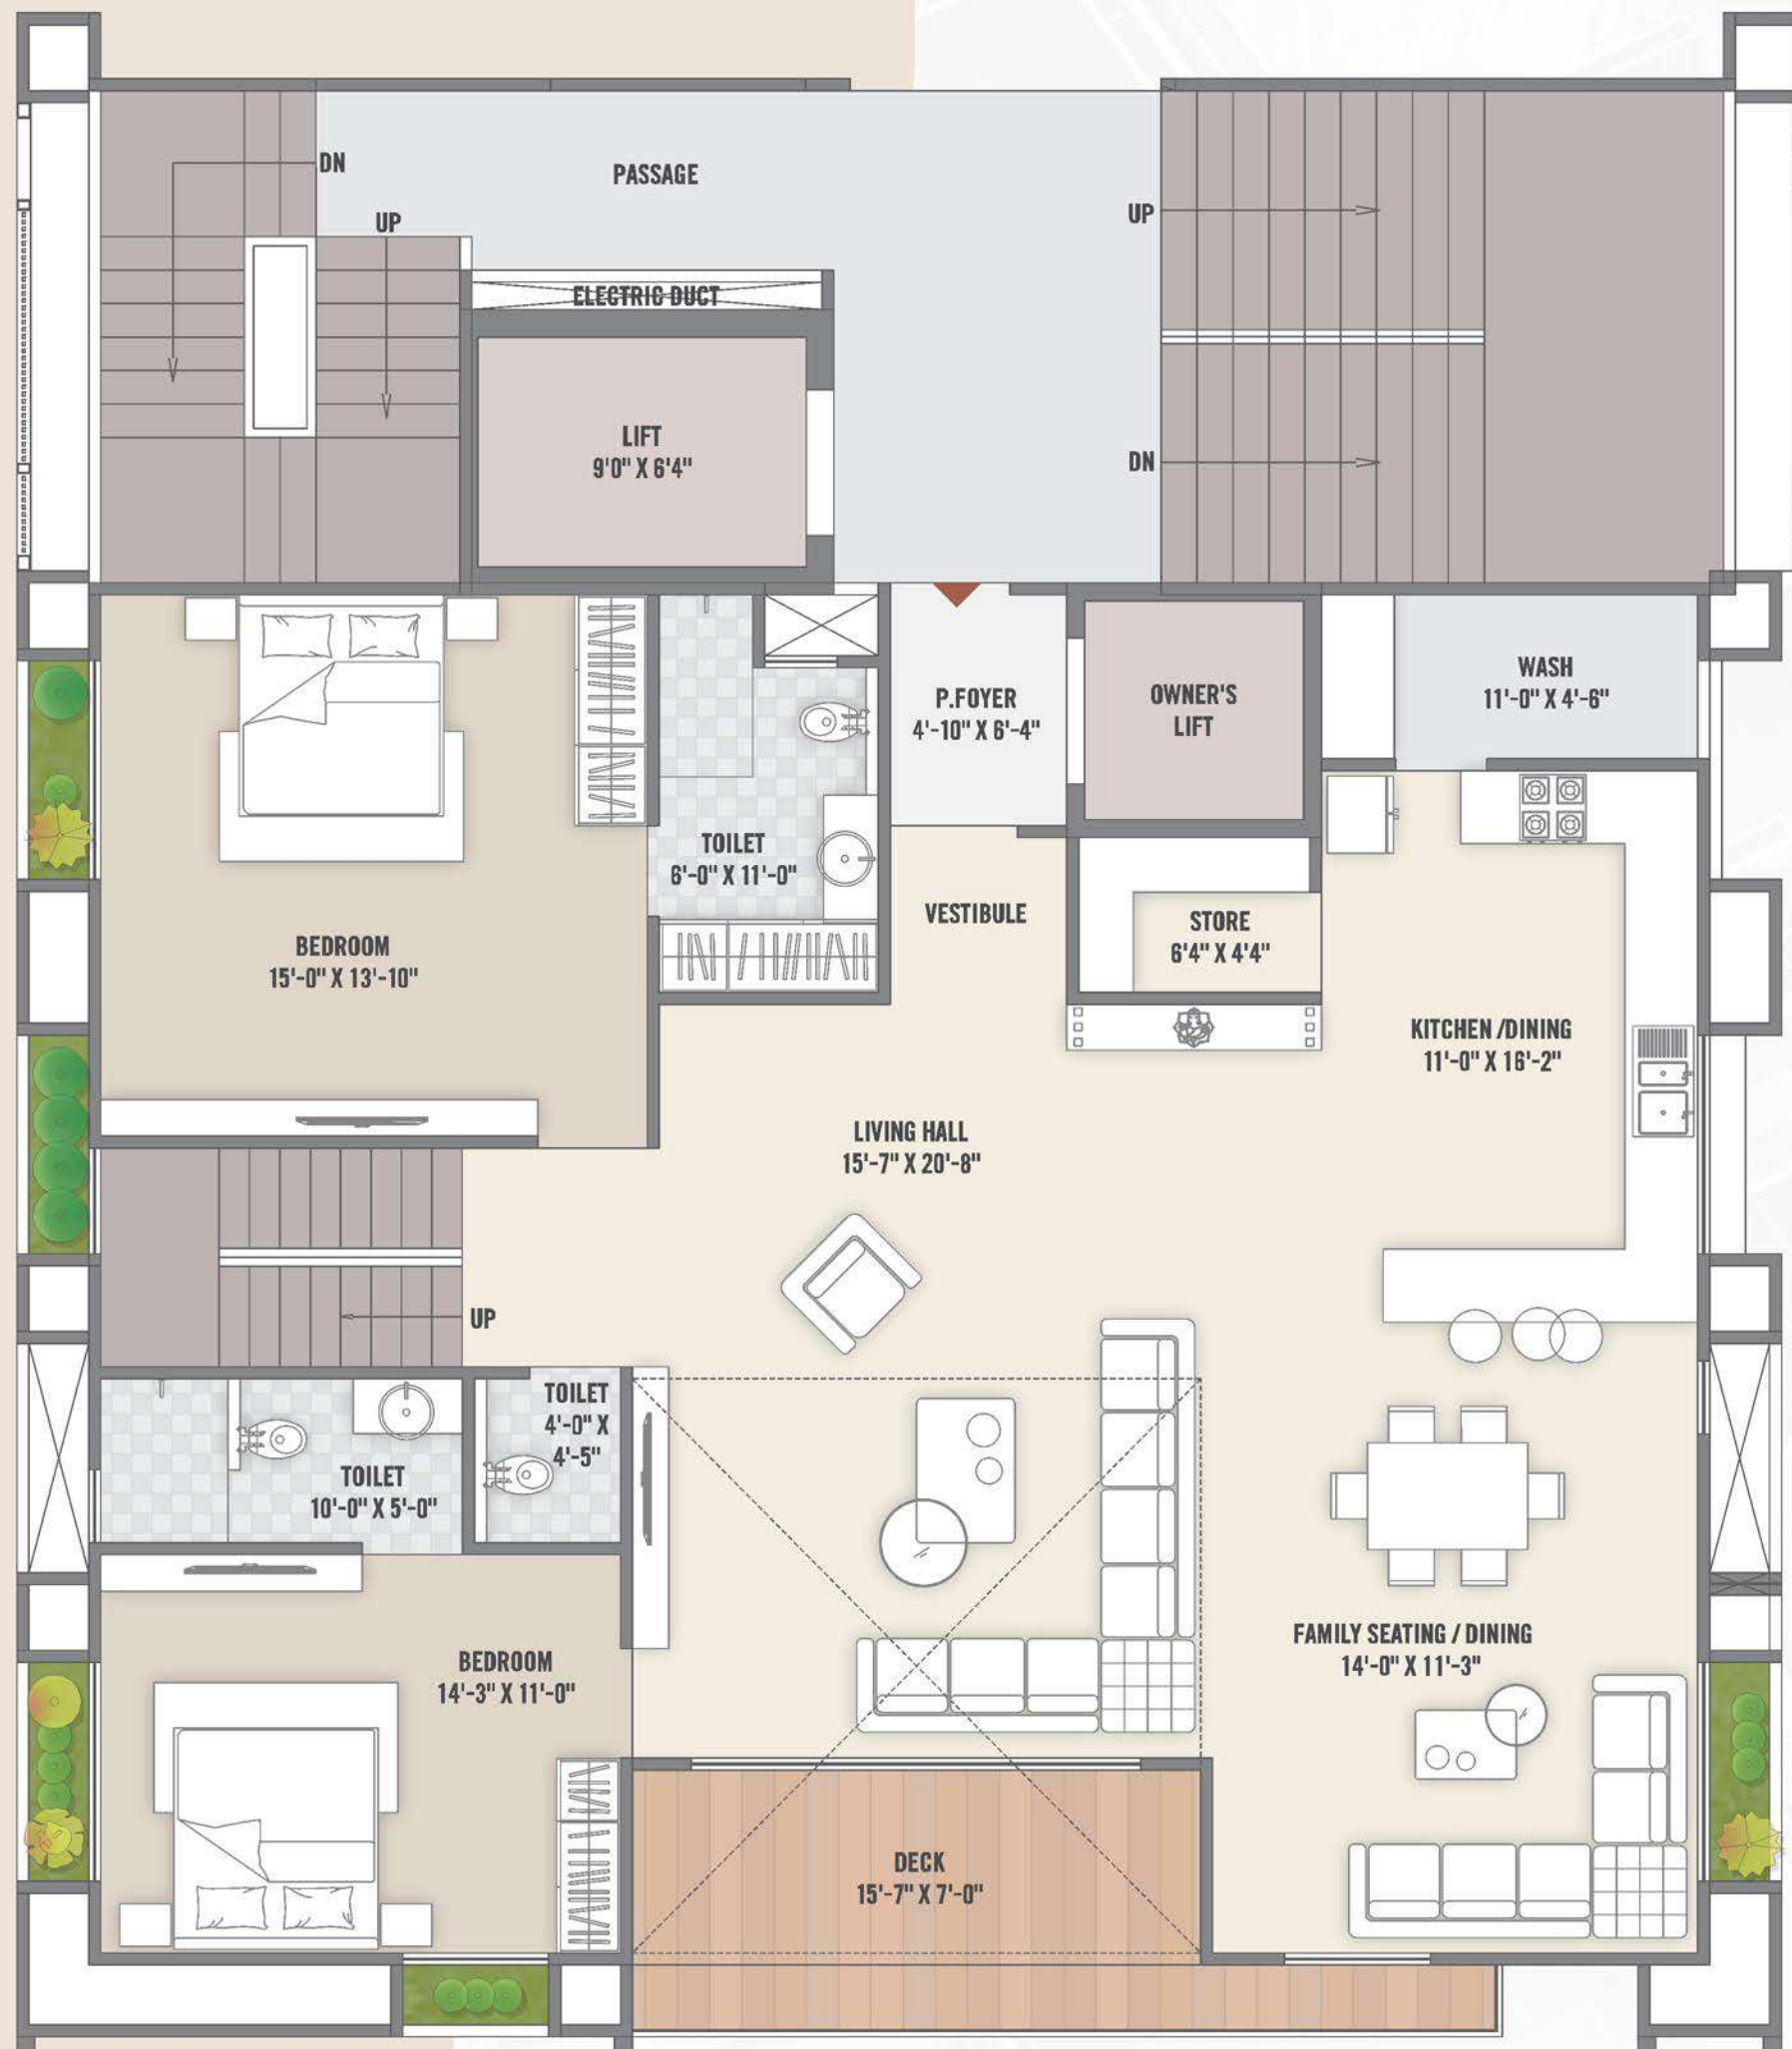 DN
PASSAGE
UP
UP
ELECTRIC DUCT
LIFT
9'0" X 6'4"
DN
P.FOYER
4'-10" X 6'-4"
OWNER'S
LIFT
WASH
11'-0" X 4'-6"
TOILET
6'-0" X 11'-0"
VESTIBULE
STORE
6'4" X 4'4"
BEDROOM
15'-0" X 13'-10"
KITCHEN /DINING
11'-0" X 16'-2"
LIVING HALL
15'-7" X 20'-8"
UP
TOILET
4'-0" X
4'-5"
TOILET
10'-0" X 5'-0"
BEDROOM
14'-3" X 11'-0"
FAMILY SEATING / DINING
14'-0" X 11'-3"
DECK
15'-7" X 7'-0"